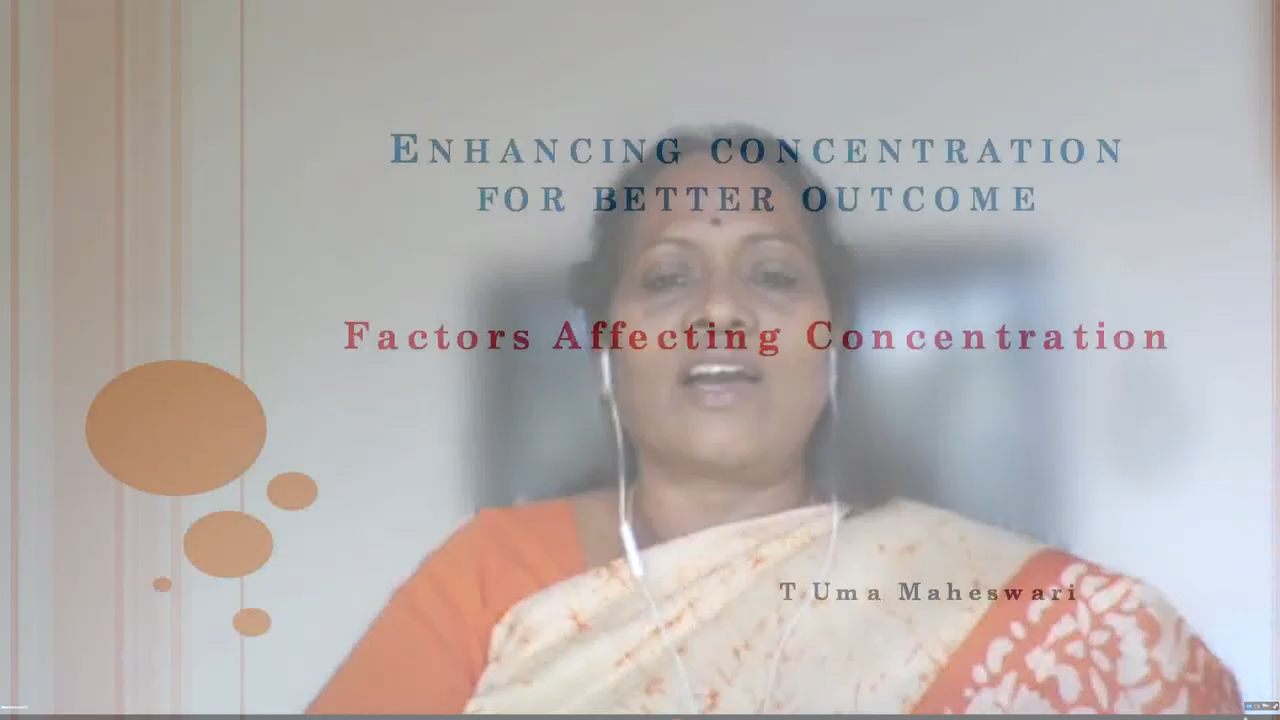 ENHANCING CONCENTRATION
FOR BETTER OUTCOME
Factors Affecting Concentration
T Uma Maheswari